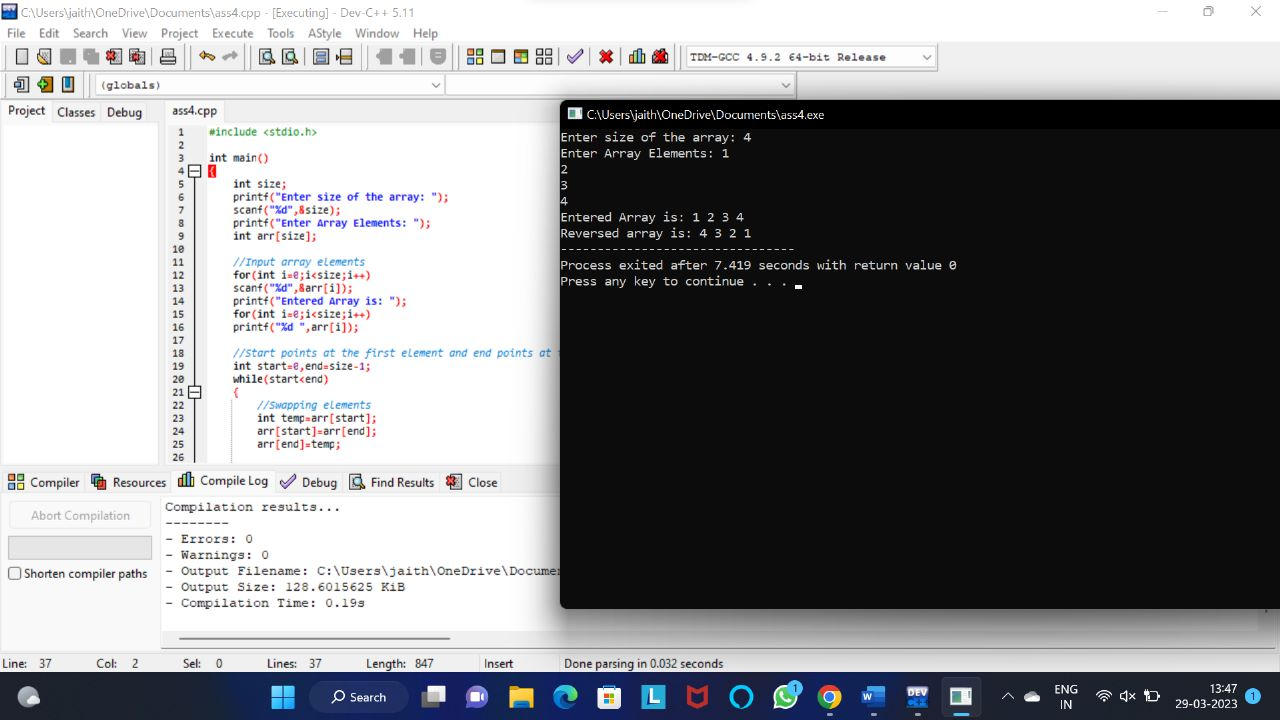 C:\Users\jaith\OneDrive\Documents\ass4.cpp - [Executing] - Dev-C++ 5.11
File Edit Search View Project Execute Tools AStyle Window Help
TDM-GCC 4.9.2 64-bit Release
(globals)
Project Classes Debug
ass4.cpp
1 #include <stdio.h>
2
3 int main()
4 {
5 int size;
6 printf("Enter size of the array: ");
7 scanf("%d",&size);
8 printf("Enter Array Elements: ");
9 int arr[size];
10
11 //Input array elements
12 for(int i=0;i<size;i++)
13 scanf("%d",&arr[i]);
14 printf("Entered Array is: ");
15 for(int i=0;i<size;i++)
16 printf("%d ",arr[i]);
17
18 //Start points at the first element and end points at
19 int start=0,end=size-1;
20 while(start<end)
21 {
22 //Swapping elements
23 int temp=arr[start];
24 arr[start]=arr[end];
25 arr[end]=temp;
26
C:\Users\jaith\OneDrive\Documents\ass4.exe
Enter size of the array: 4
Enter Array Elements: 1
2
3
4
Entered Array is: 1 2 3 4
Reversed array is: 4 3 2 1
--------------------------------
Process exited after 7.419 seconds with return value 0
Press any key to continue . . .
Compiler Resources Compile Log Debug Find Results Close
Abort Compilation
Shorten compiler paths
Compilation results...
--------
- Errors: 0
- Warnings: 0
- Output Filename: C:\Users\jaith\OneDrive\Docume
- Output Size: 128.6015625 KiB
- Compilation Time: 0.19s
Line: 37 Col: 2 Sel: 0 Lines: 37 Length: 847 Insert Done parsing in 0.032 seconds
Search
1
DEV
ENG
IN
13:47
29-03-2023
1